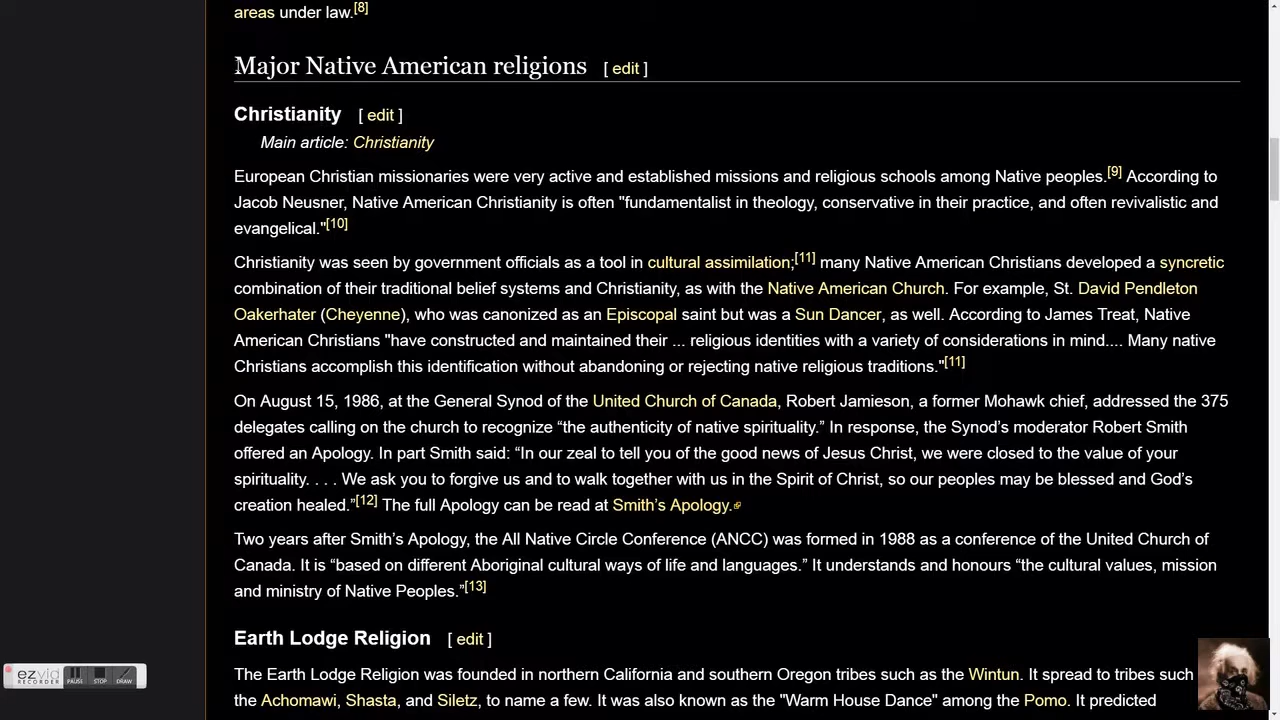 areas under law.[8]
Major Native American religions [ edit ]
Christianity [ edit ]
Main article: Christianity
European Christian missionaries were very active and established missions and religious schools among Native peoples.[9] According to
Jacob Neusner, Native American Christianity is often "fundamentalist in theology, conservative in their practice, and often revivalistic and
evangelical."[10]
Christianity was seen by government officials as a tool in cultural assimilation;[11] many Native American Christians developed a syncretic
combination of their traditional belief systems and Christianity, as with the Native American Church. For example, St. David Pendleton
Oakerhater (Cheyenne), who was canonized as an Episcopal saint but was a Sun Dancer, as well. According to James Treat, Native
American Christians "have constructed and maintained their ... religious identities with a variety of considerations in mind.... Many native
Christians accomplish this identification without abandoning or rejecting native religious traditions."[11]
On August 15, 1986, at the General Synod of the United Church of Canada, Robert Jamieson, a former Mohawk chief, addressed the 375
delegates calling on the church to recognize “the authenticity of native spirituality.” In response, the Synod’s moderator Robert Smith
offered an Apology. In part Smith said: “In our zeal to tell you of the good news of Jesus Christ, we were closed to the value of your
spirituality. . . . We ask you to forgive us and to walk together with us in the Spirit of Christ, so our peoples may be blessed and God’s
creation healed.”[12] The full Apology can be read at Smith’s Apology.
Two years after Smith’s Apology, the All Native Circle Conference (ANCC) was formed in 1988 as a conference of the United Church of
Canada. It is “based on different Aboriginal cultural ways of life and languages.” It understands and honours “the cultural values, mission
and ministry of Native Peoples.”[13]
Earth Lodge Religion [ edit ]
The Earth Lodge Religion was founded in northern California and southern Oregon tribes such as the Wintun. It spread to tribes such
the Achomawi, Shasta, and Siletz, to name a few. It was also known as the "Warm House Dance" among the Pomo. It predicted
ezvid
RECORDER
PAUSE
STOP
DRAW